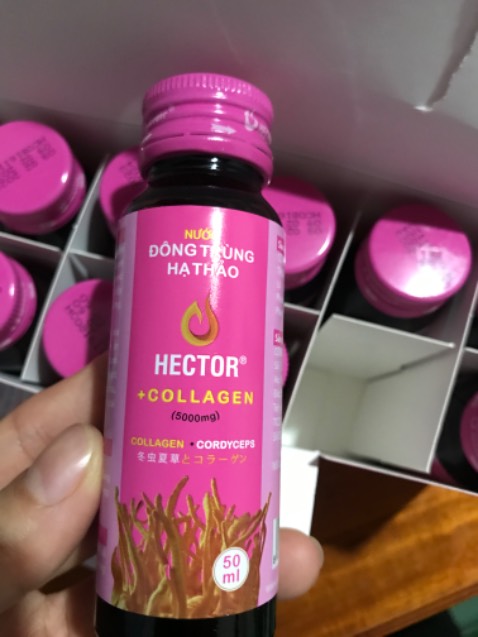 NƯỚC
ĐÔNG TRÙNG
HẠ THẢO
HECTOR®
+COLLAGEN
(5000mg)
COLLAGEN + CORDYCEPS
冬虫夏草とコラーゲン
50
ml